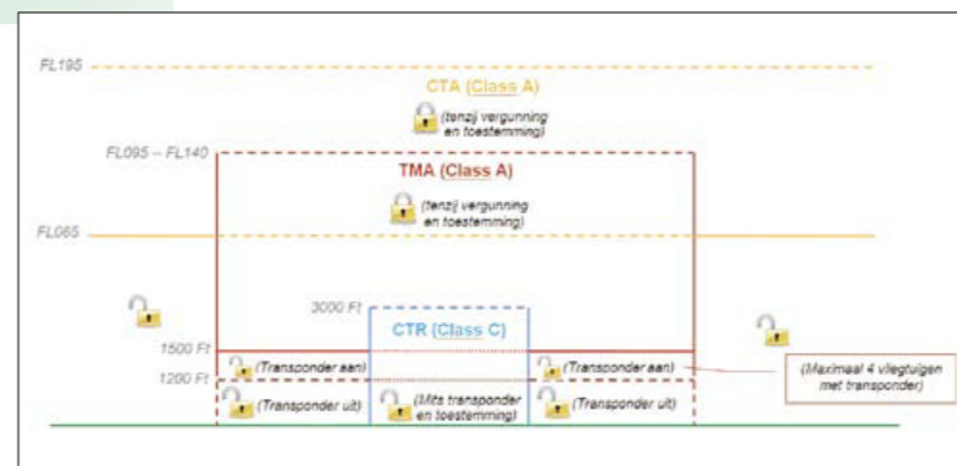 FL195
CTA (Class A)
(tenzij vergunning
en toestemming)
FL095 – FL140
TMA (Class A)
(tenzij vergunning
en toestemming)
FL065
3000 Ft
CTR (Class C)
1500 Ft
(Transponder aan)
(Transponder aan)
(Maximaal 4 vliegtuigen
met transponder)
1200 Ft
(Transponder uit)
(Mits transponder
en toestemming)
(Transponder uit)